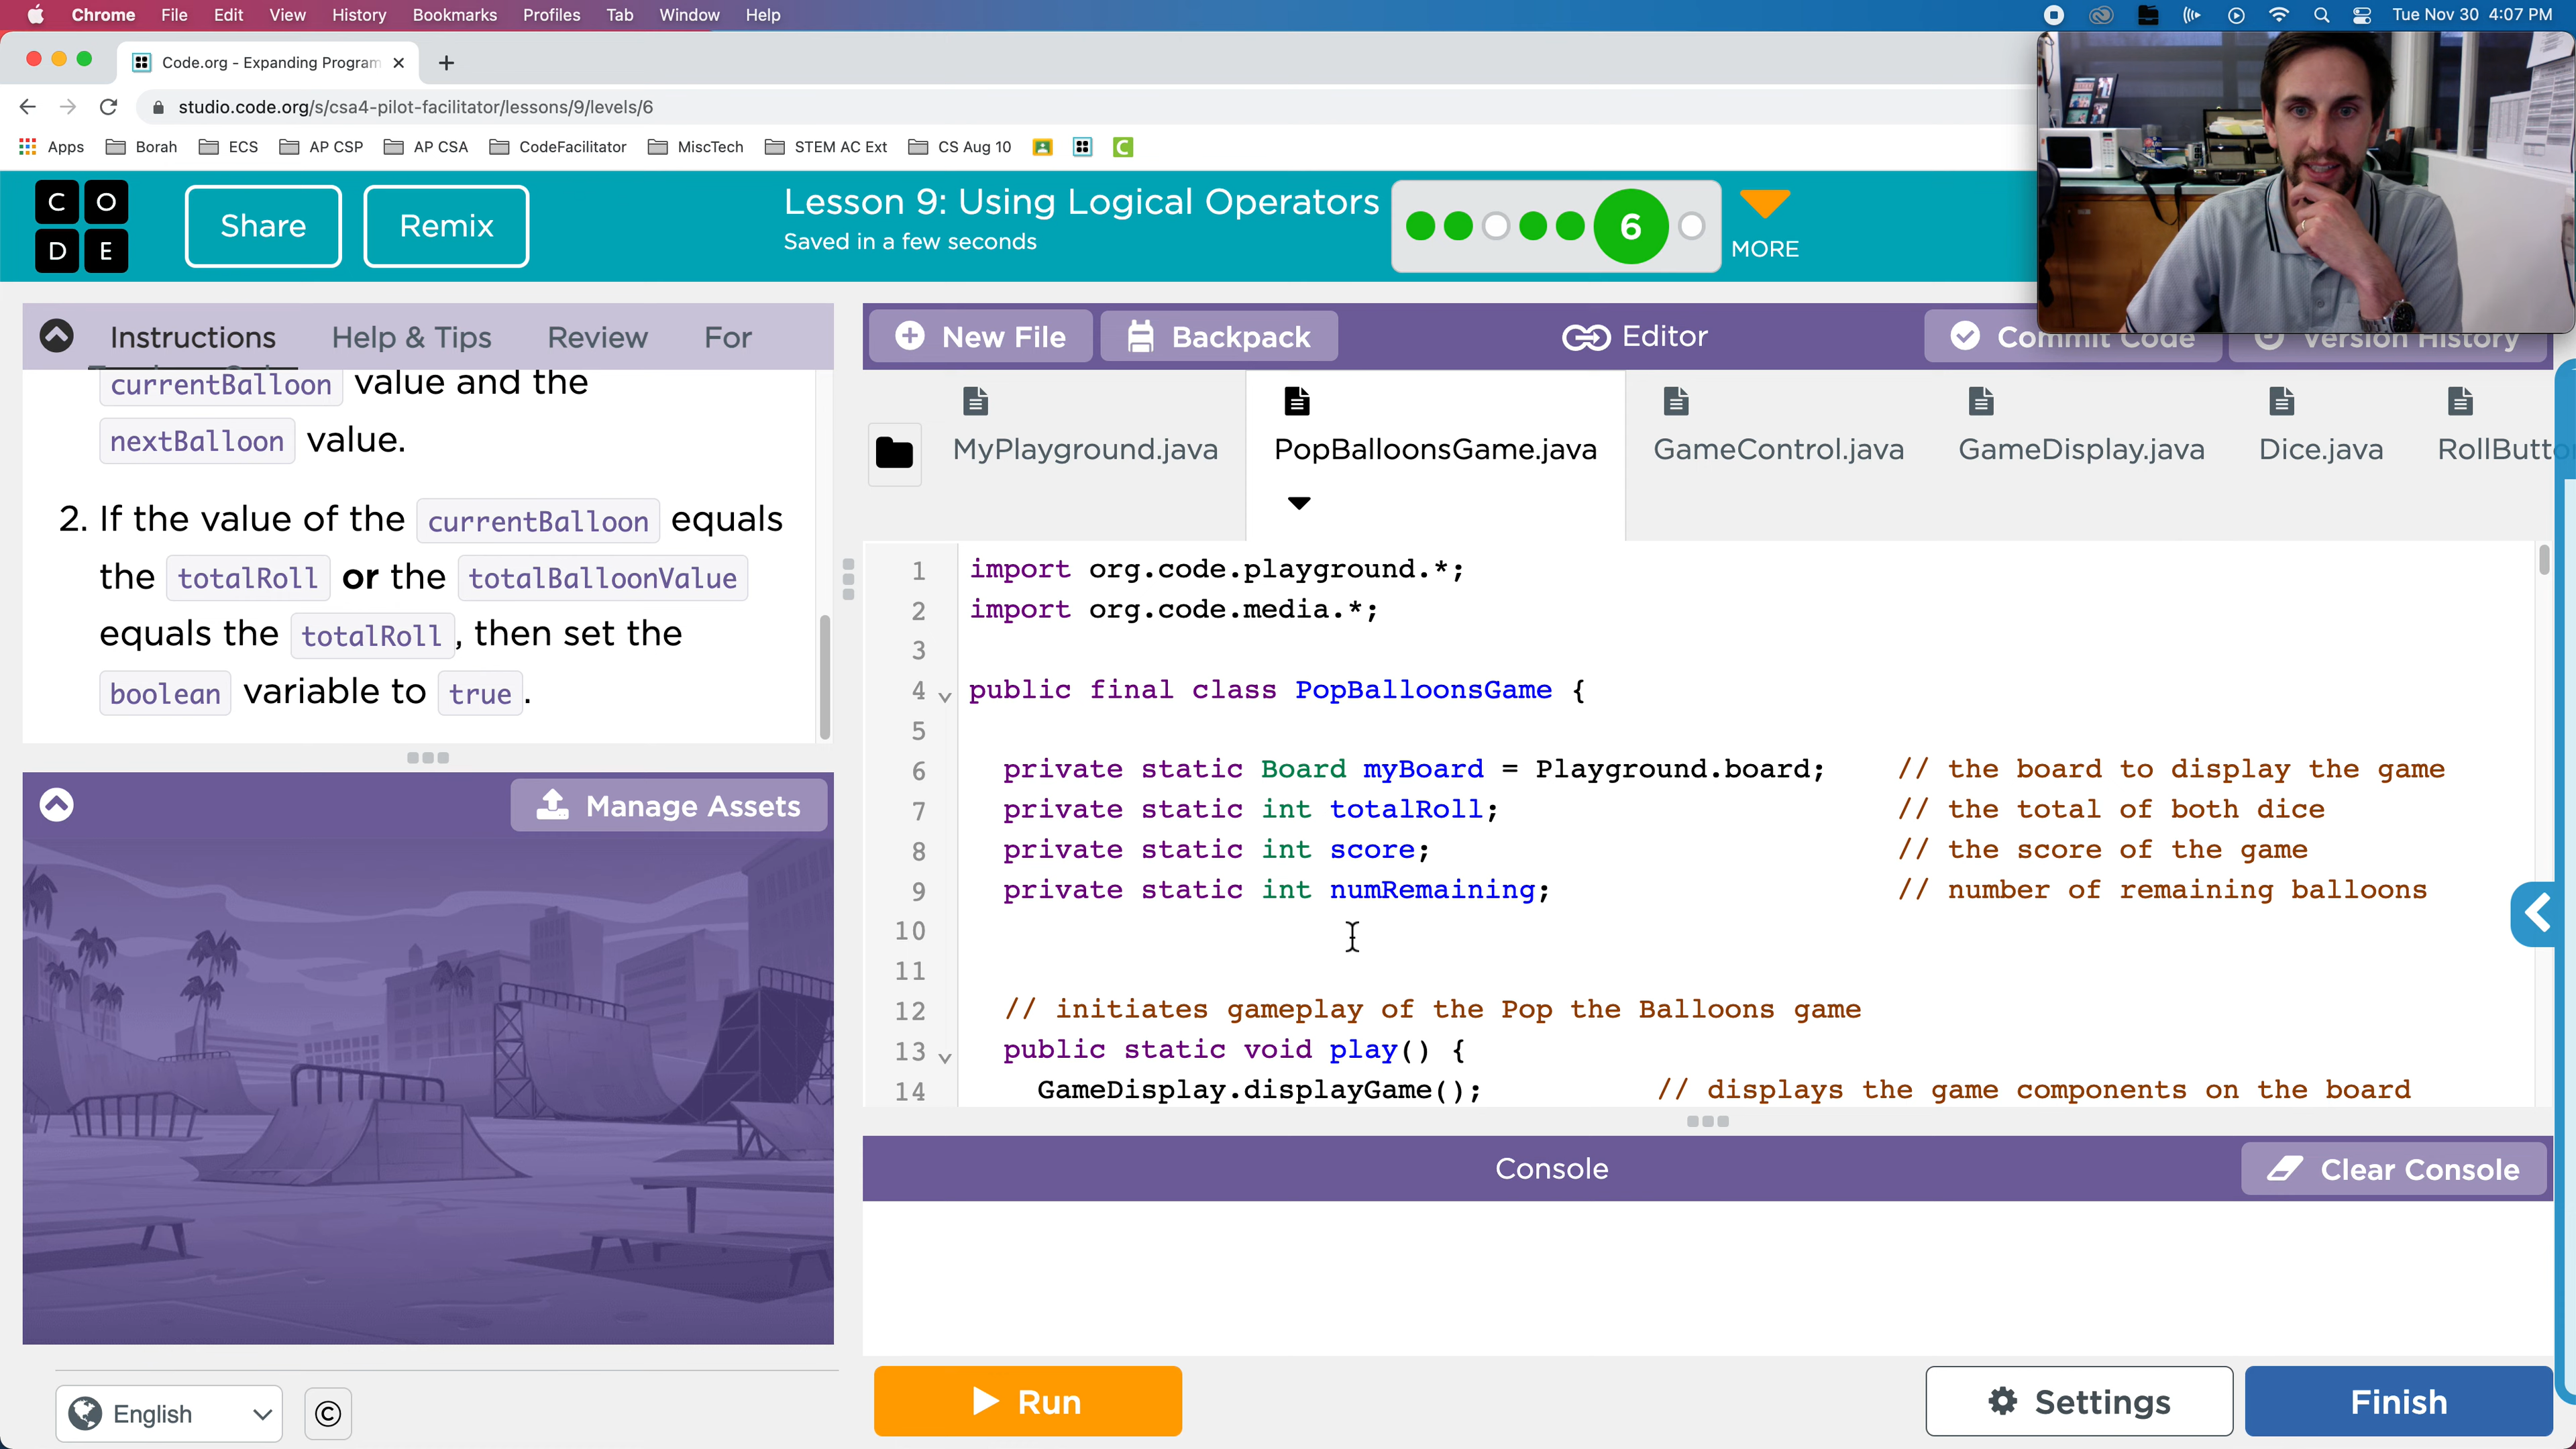 Chrome File Edit View History Bookmarks Profiles Tab Window Help Tue Nov 30 4:07 PM
Code.org - Expanding Program
studio.code.org/s/csa4-pilot-facilitator/lessons/9/levels/6
Apps Borah ECS AP CSP AP CSA CodeFacilitator MiscTech STEM AC Ext CS Aug 10
C O D E
Share
Remix
Lesson 9: Using Logical Operators
Saved in a few seconds
6
MORE
Instructions Help & Tips Review For
currentBalloon value and the
nextBalloon value.
2. If the value of the currentBalloon equals
the totalRoll or the totalBalloonValue
equals the totalRoll, then set the
boolean variable to true.
Manage Assets
English
©
New File Backpack Editor Commit Code Version History
MyPlayground.java PopBalloonsGame.java GameControl.java GameDisplay.java Dice.java RollButto
1 import org.code.playground.*;
2 import org.code.media.*;
3
4 public final class PopBalloonsGame {
5
6 private static Board myBoard = Playground.board; // the board to display the game
7 private static int totalRoll; // the total of both dice
8 private static int score; // the score of the game
9 private static int numRemaining; // number of remaining balloons
10
11
12 // initiates gameplay of the Pop the Balloons game
13 public static void play() {
14 GameDisplay.displayGame(); // displays the game components on the board
Console
Clear Console
Run
Settings
Finish